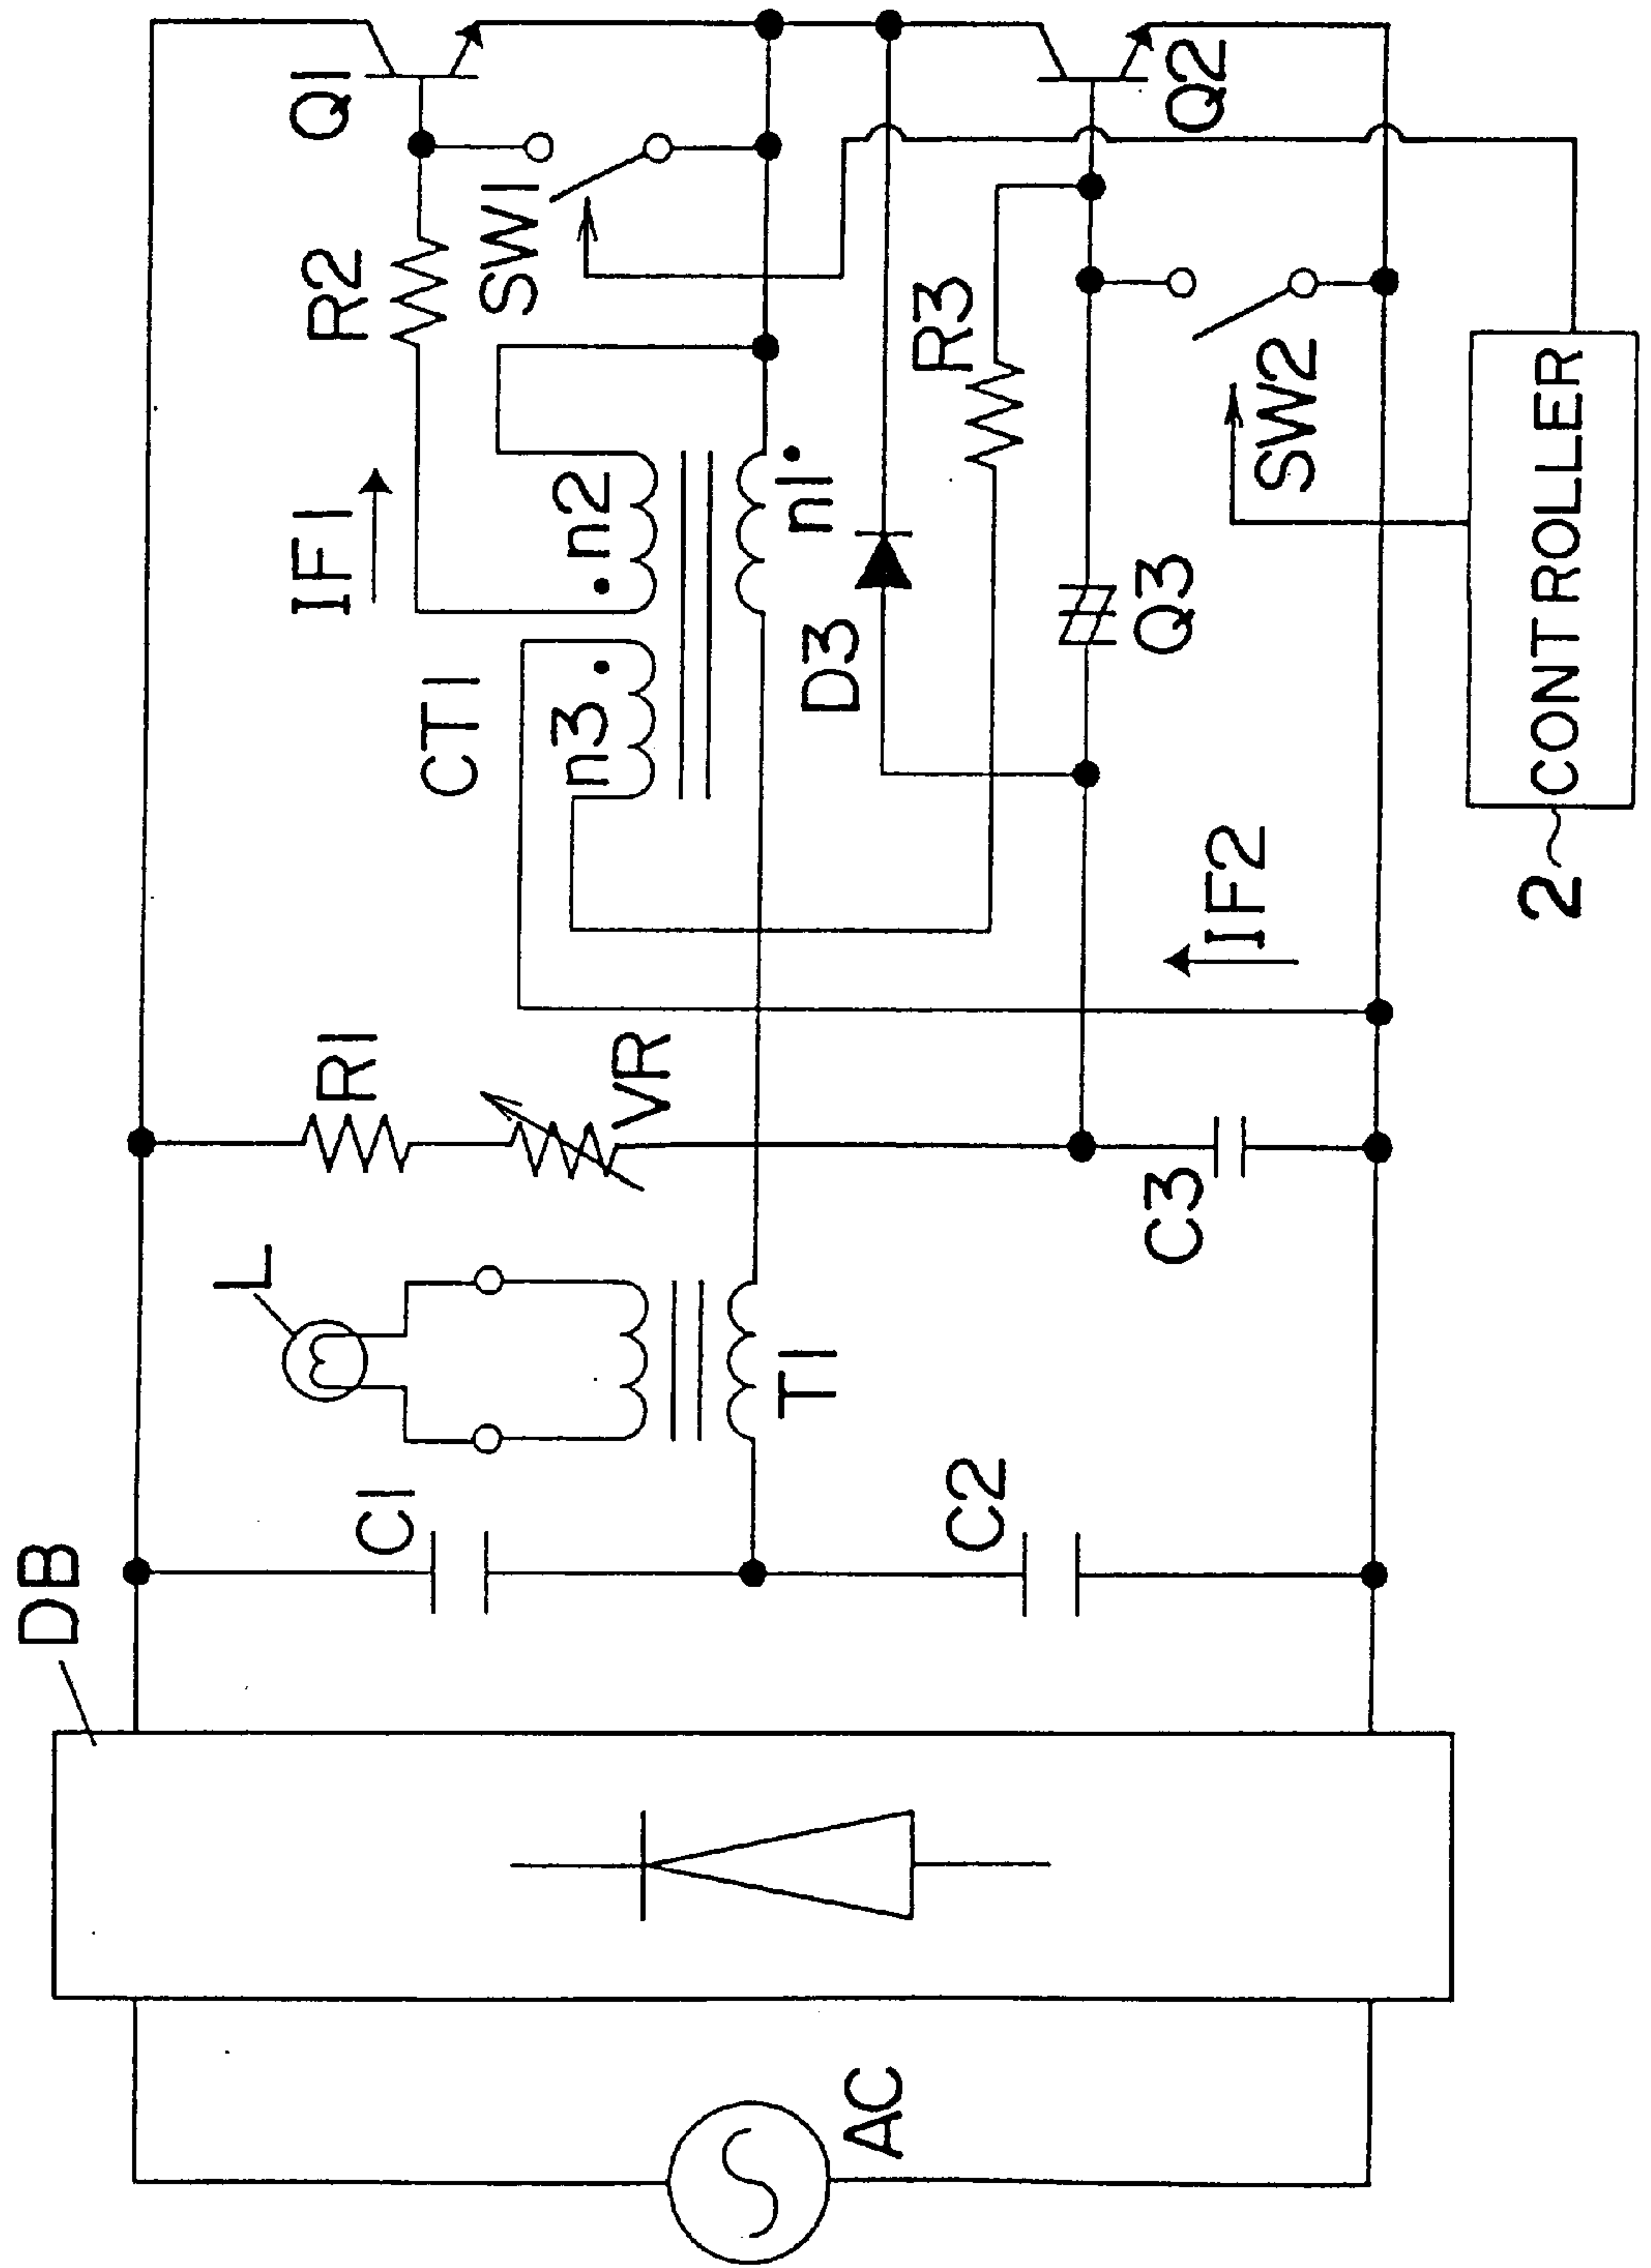 DB
AC
C1
C2
L
T1
R1
VR
C3
CT1
n3
n2
n1
IF1
IF2
R2
R3
D3
Q3
SW1
SW2
Q1
Q2
2
CONTROLLER